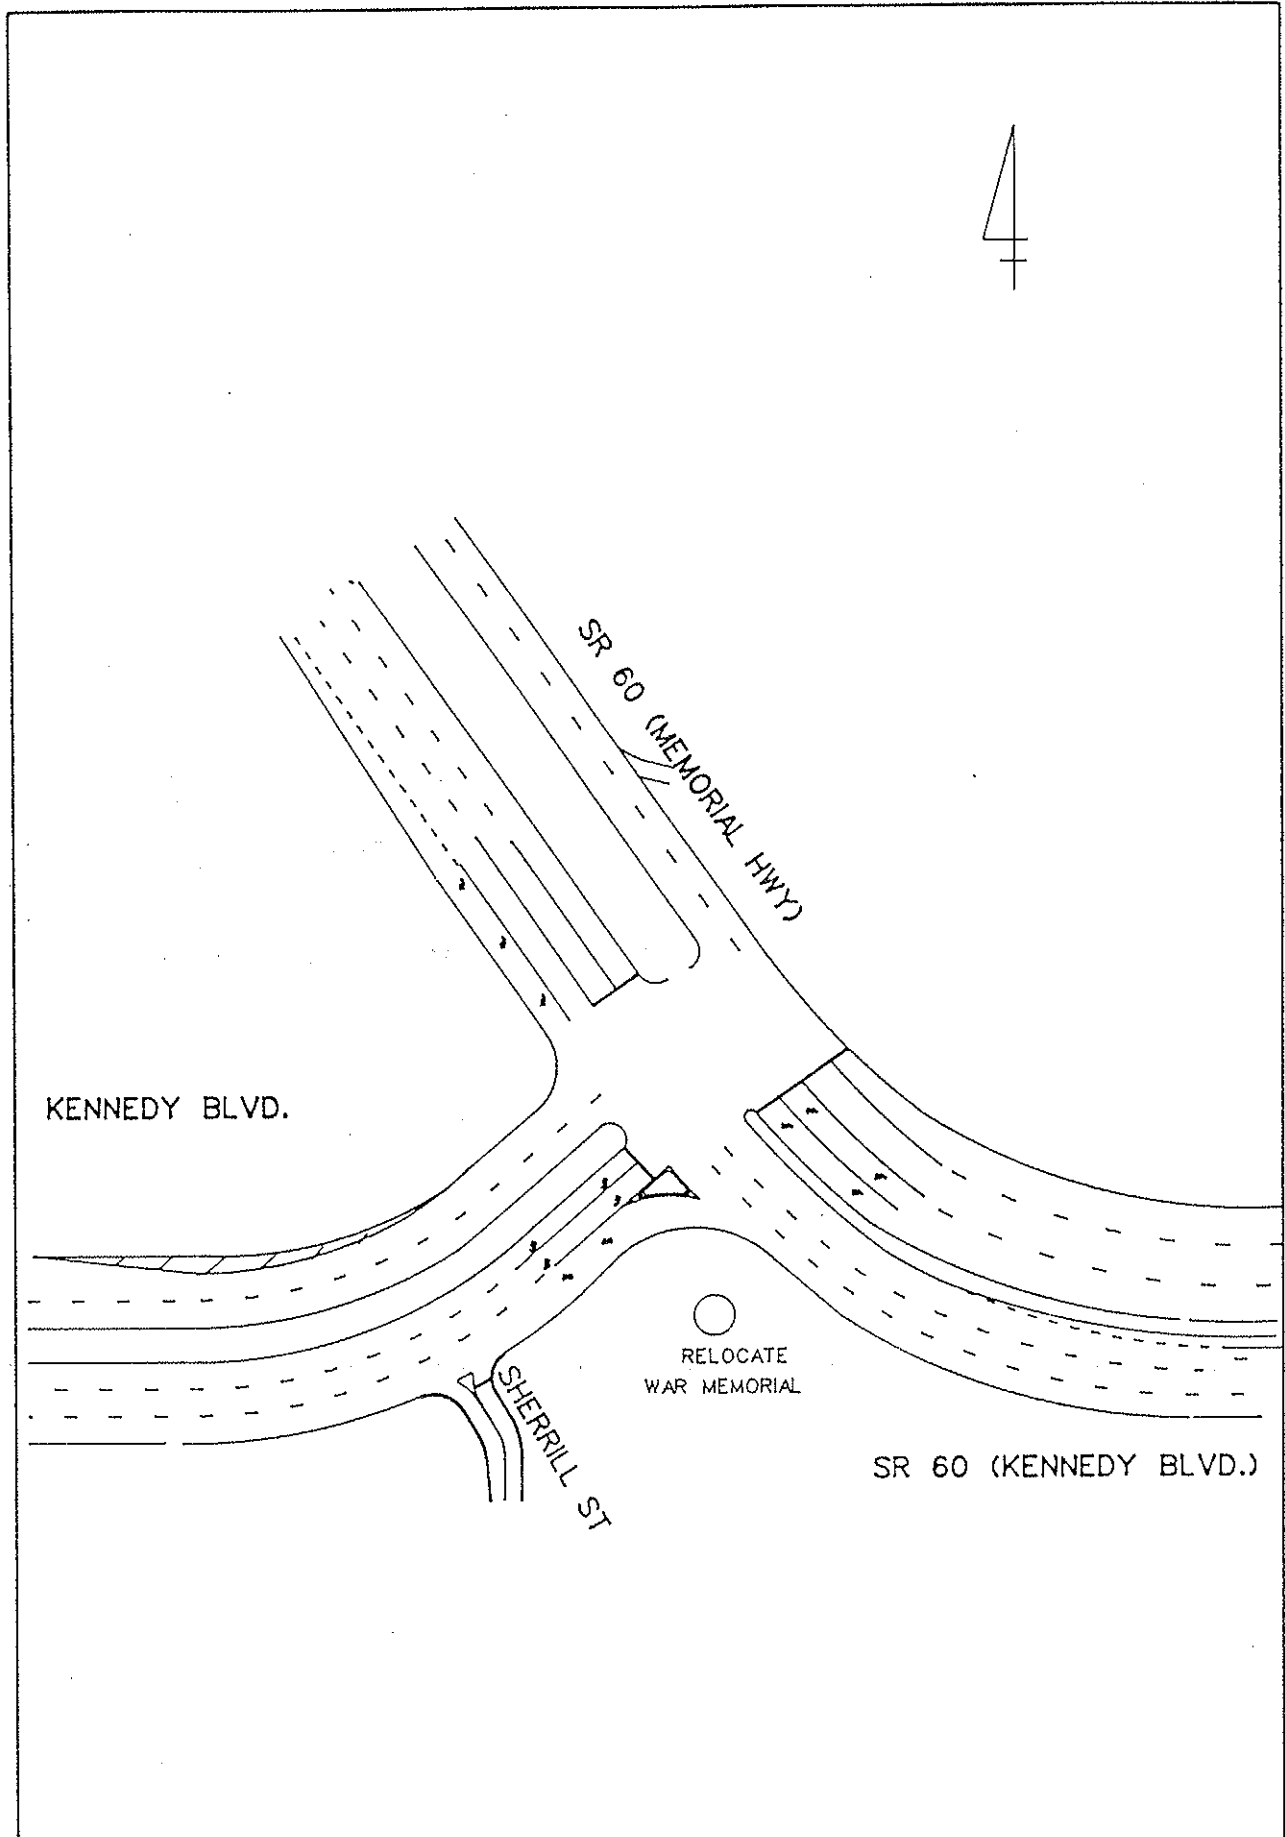 SR 60 (MEMORIAL HWY)
KENNEDY BLVD.
RELOCATE
WAR MEMORIAL
SHERRILL ST
SR 60 (KENNEDY BLVD.)